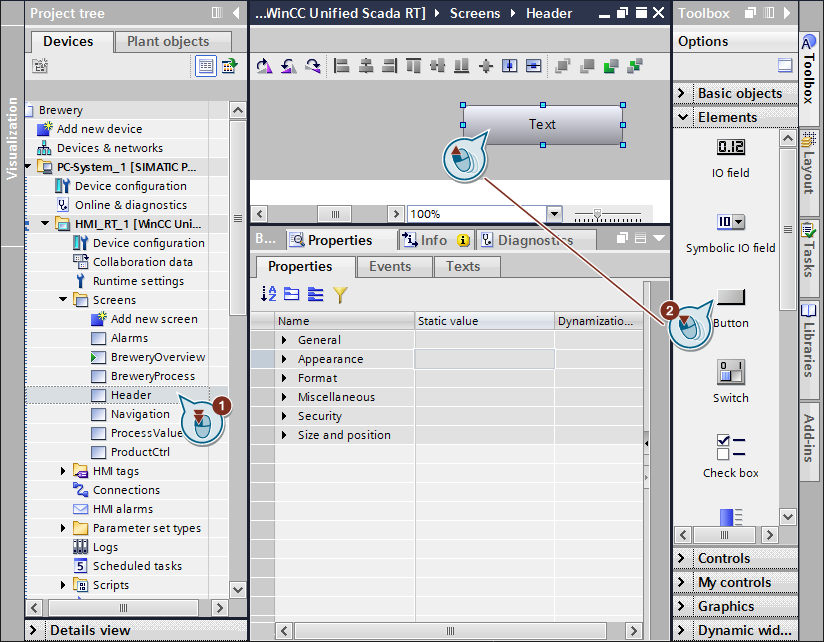 Visualization
Project tree
Devices
Plant objects
Brewery
Add new device
Devices & networks
PC-System_1 [SIMATIC P...
Device configuration
Online & diagnostics
HMI_RT_1 [WinCC Uni...
Device configuration
Collaboration data
Runtime settings
Screens
Add new screen
Alarms
BreweryOverview
BreweryProcess
Header
Navigation
ProcessValue
ProductCtrl
HMI tags
Connections
HMI alarms
Parameter set types
Logs
Scheduled tasks
Scripts
Details view
1
...WinCC Unified Scada RT]
Screens
Header
Text
100%
B...
Properties
Info
Diagnostics
Properties
Events
Texts
Name
Static value
Dynamizatio...
General
Appearance
Format
Miscellaneous
Security
Size and position
2
Toolbox
Options
Basic objects
Elements
0.12
IO field
10
Symbolic IO field
Button
0 1
Switch
Check box
Controls
My controls
Graphics
Dynamic wid...
Toolbox
Layout
Tasks
Libraries
Add-ins